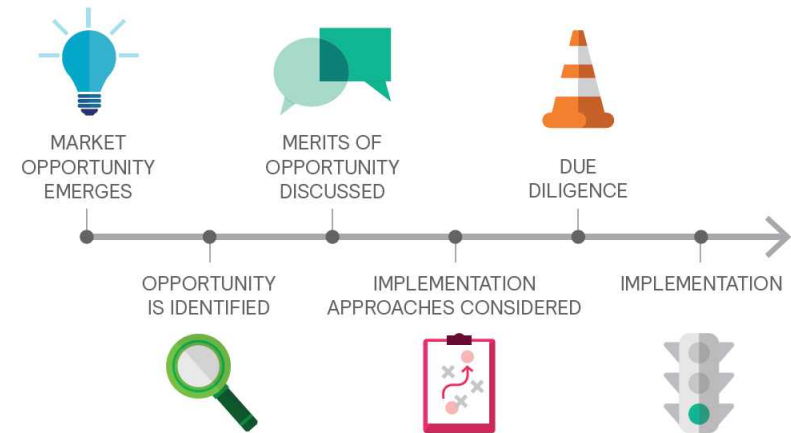 MARKET
OPPORTUNITY
EMERGES
OPPORTUNITY
IS IDENTIFIED
MERITS OF
OPPORTUNITY
DISCUSSED
IMPLEMENTATION
APPROACHES CONSIDERED
DUE
DILIGENCE
IMPLEMENTATION